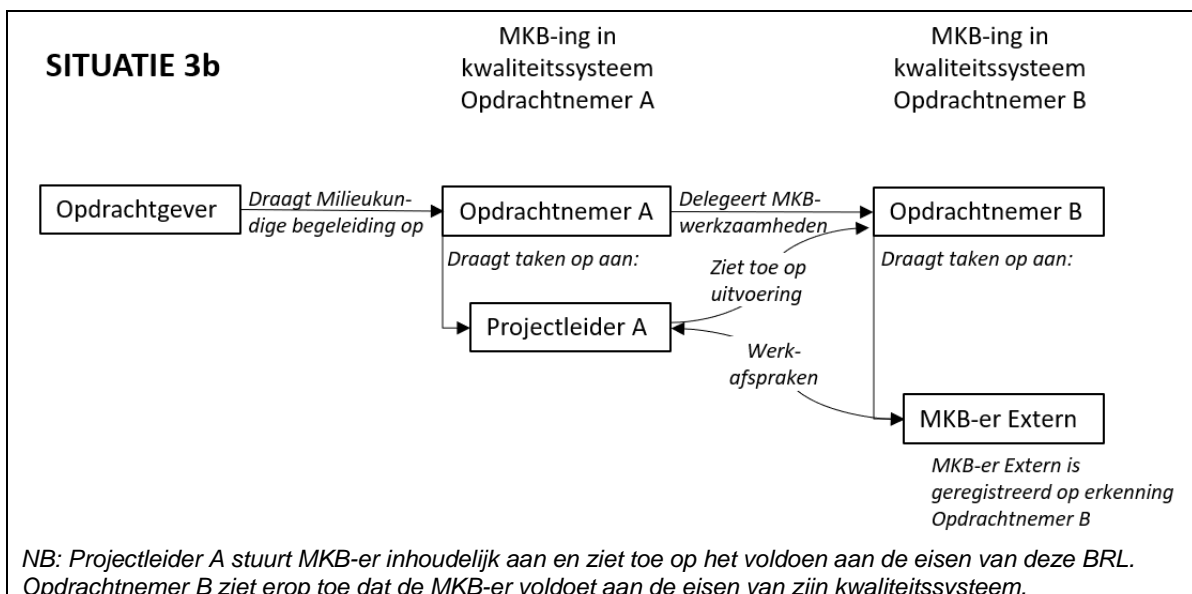 SITUATIE 3b
MKB-ing in
kwaliteitssysteem
Opdrachtnemer A
MKB-ing in
kwaliteitssysteem
Opdrachtnemer B
Opdrachtgever
Draagt Milieukun-
dige begeleiding op
Opdrachtnemer A
Delegeert MKB-
werkzaamheden
Opdrachtnemer B
Draagt taken op aan:
Ziet toe op
uitvoering
Draagt taken op aan:
Projectleider A
Werk-
afspraken
MKB-er Extern
MKB-er Extern is
geregistreerd op erkenning
Opdrachtnemer B
NB: Projectleider A stuurt MKB-er inhoudelijk aan en ziet toe op het voldoen aan de eisen van deze BRL.
Opdrachtnemer B ziet erop toe dat de MKB-er voldoet aan de eisen van zijn kwaliteitssysteem.